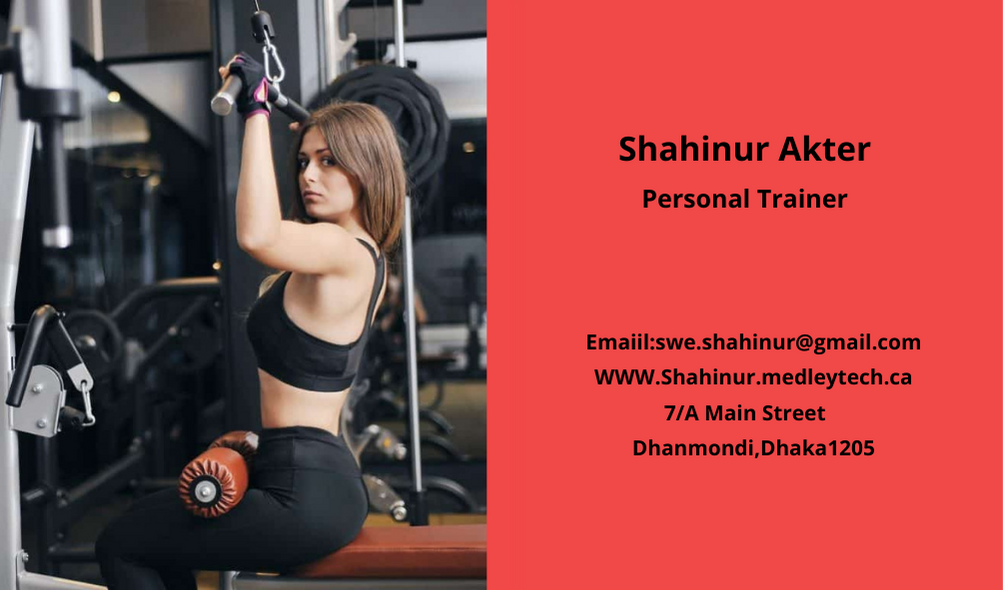 Shahinur Akter
Personal Trainer
Emaiil:swe.shahinur@gmail.com
WWW.Shahinur.medleytech.ca
7/A Main Street
Dhanmondi,Dhaka1205